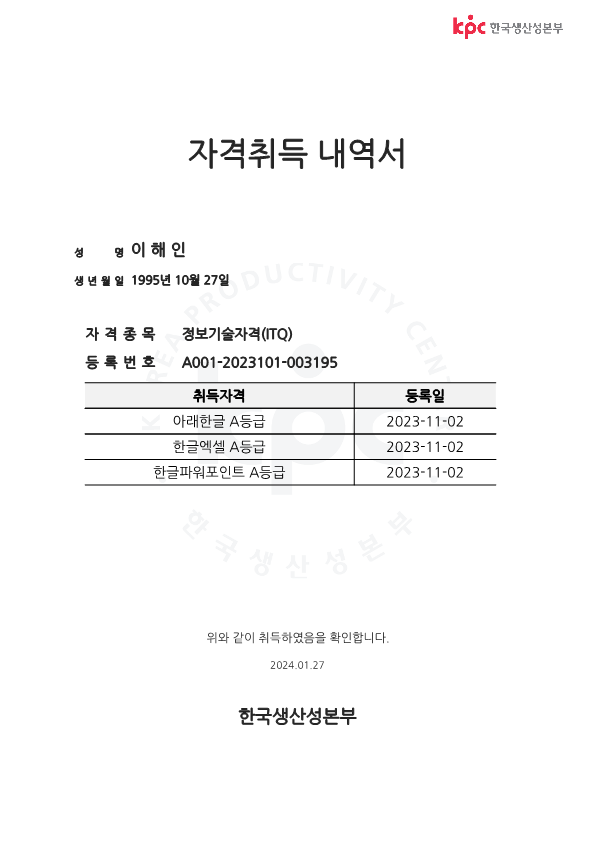 kpc 한국생산성본부
자격취득 내역서
성 명 이 해 인
생 년 월 일 1995년 10월 27일
자 격 종 목 정보기술자격(ITQ)
등 록 번 호 A001-2023101-003195
취득자격 등록일
아래한글 A등급 2023-11-02
한글엑셀 A등급 2023-11-02
한글파워포인트 A등급 2023-11-02
KOREA PRODUCTIVITY CENTER
kpc
한국생산성본부
위와 같이 취득하였음을 확인합니다.
2024.01.27
한국생산성본부